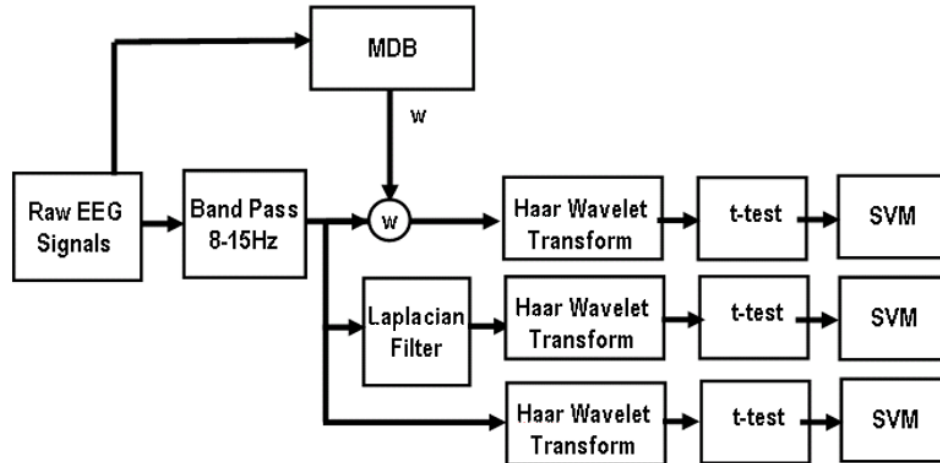 MDB
w
Raw EEG
Signals
Band Pass
8-15Hz
w
Haar Wavelet
Transform
t-test
SVM
Laplacian
Filter
Haar Wavelet
Transform
t-test
SVM
Haar Wavelet
Transform
t-test
SVM